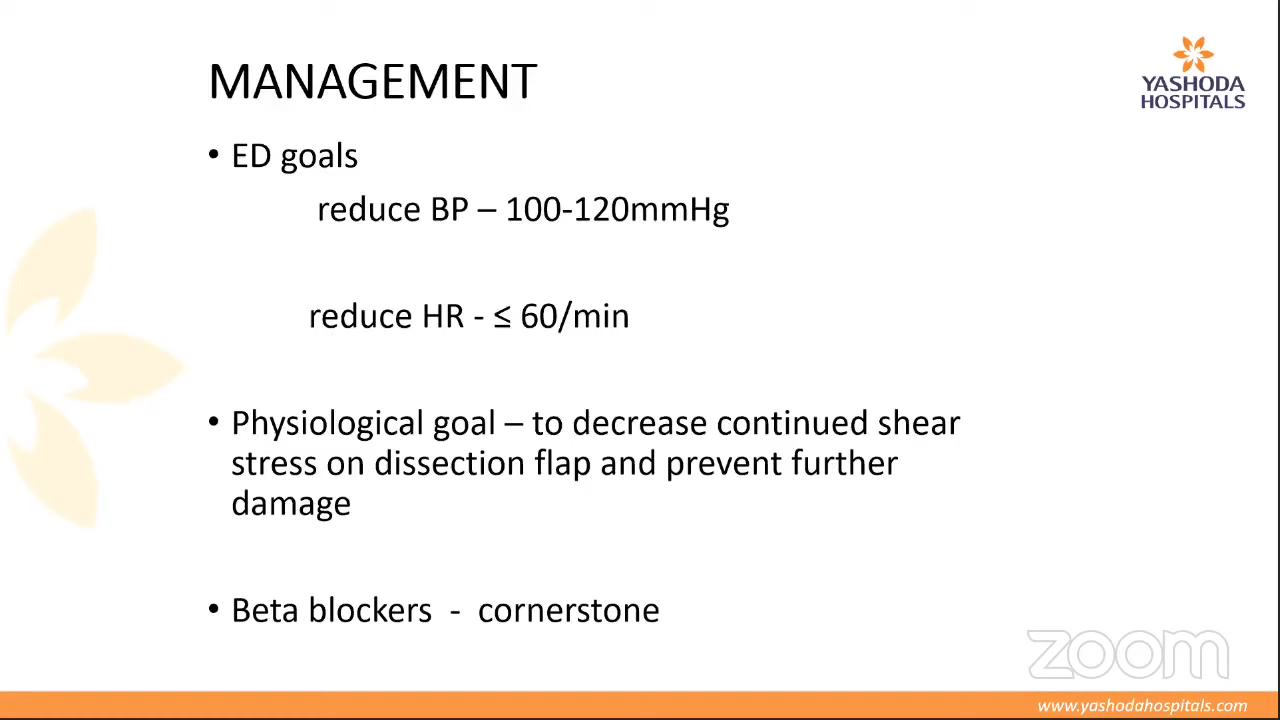 MANAGEMENT
YASHODA
HOSPITALS
• ED goals
reduce BP – 100-120mmHg
reduce HR - ≤ 60/min
• Physiological goal – to decrease continued shear
stress on dissection flap and prevent further
damage
• Beta blockers - cornerstone
zoom
www.yashodahospitals.com